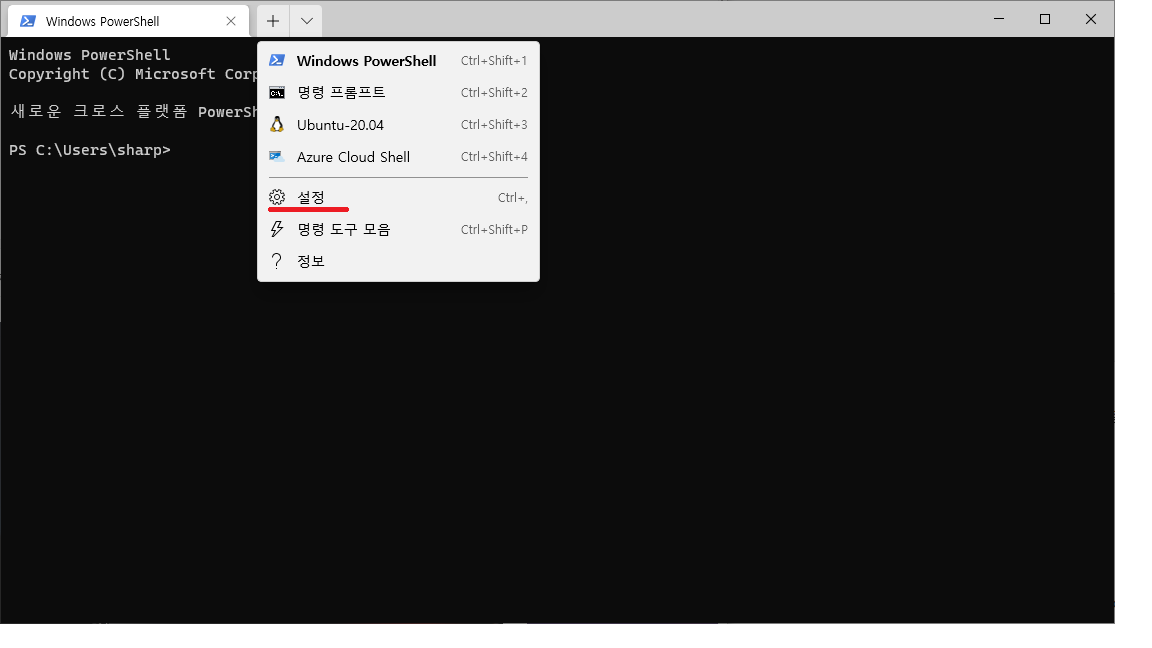 Windows PowerShell
Windows PowerShell
Copyright (C) Microsoft
새로운 크로스 플랫폼
PS C:\Users\sharp>
Windows PowerShell Ctrl+Shift+1
명령 프롬프트 Ctrl+Shift+2
Ubuntu-20.04 Ctrl+Shift+3
Azure Cloud Shell Ctrl+Shift+4
설정 Ctrl+,
명령 도구 모음 Ctrl+Shift+P
정보